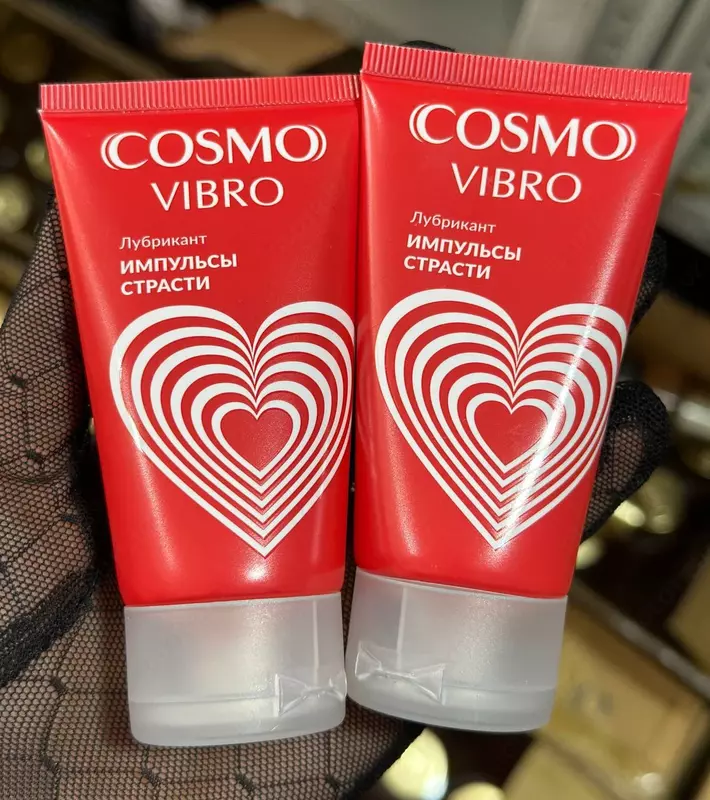 COSMO
VIBRO
Лубрикант
ИМПУЛЬСЫ
СТРАСТИ
COSMO
VIBRO
Лубрикант
ИМПУЛЬСЫ
СТРАСТИ